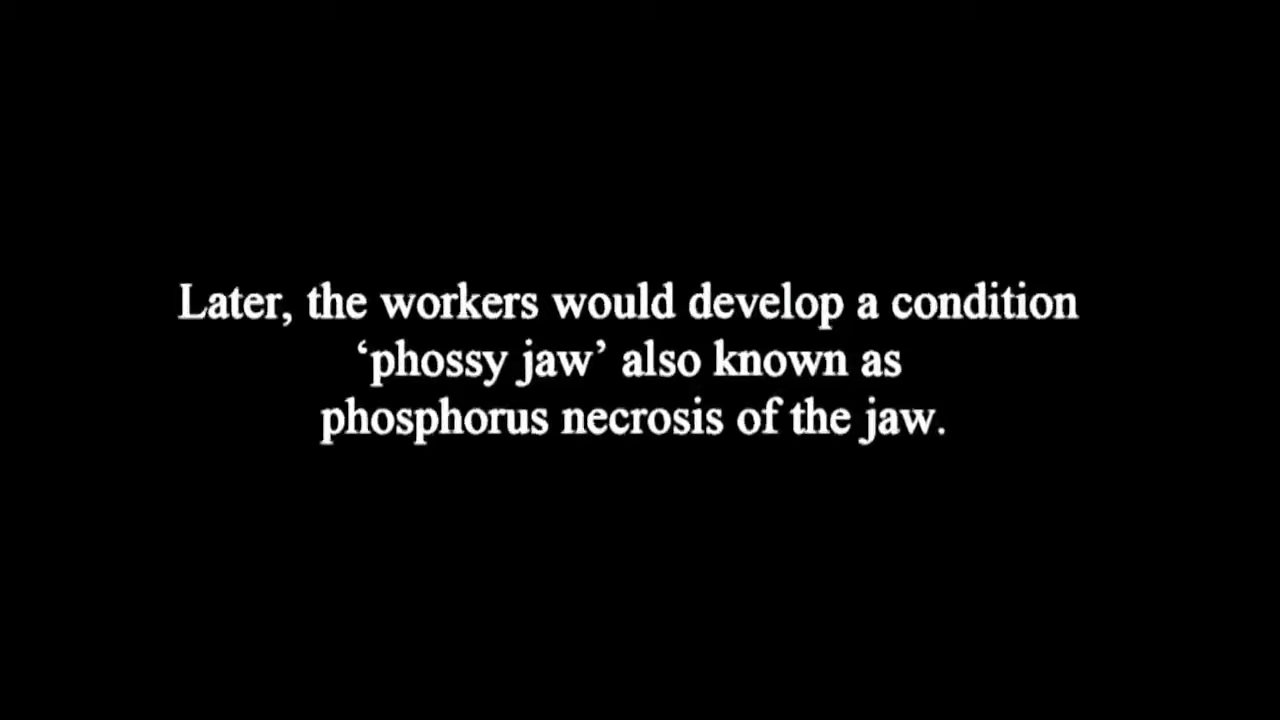 Later, the workers would develop a condition
‘phossy jaw’ also known as
phosphorus necrosis of the jaw.